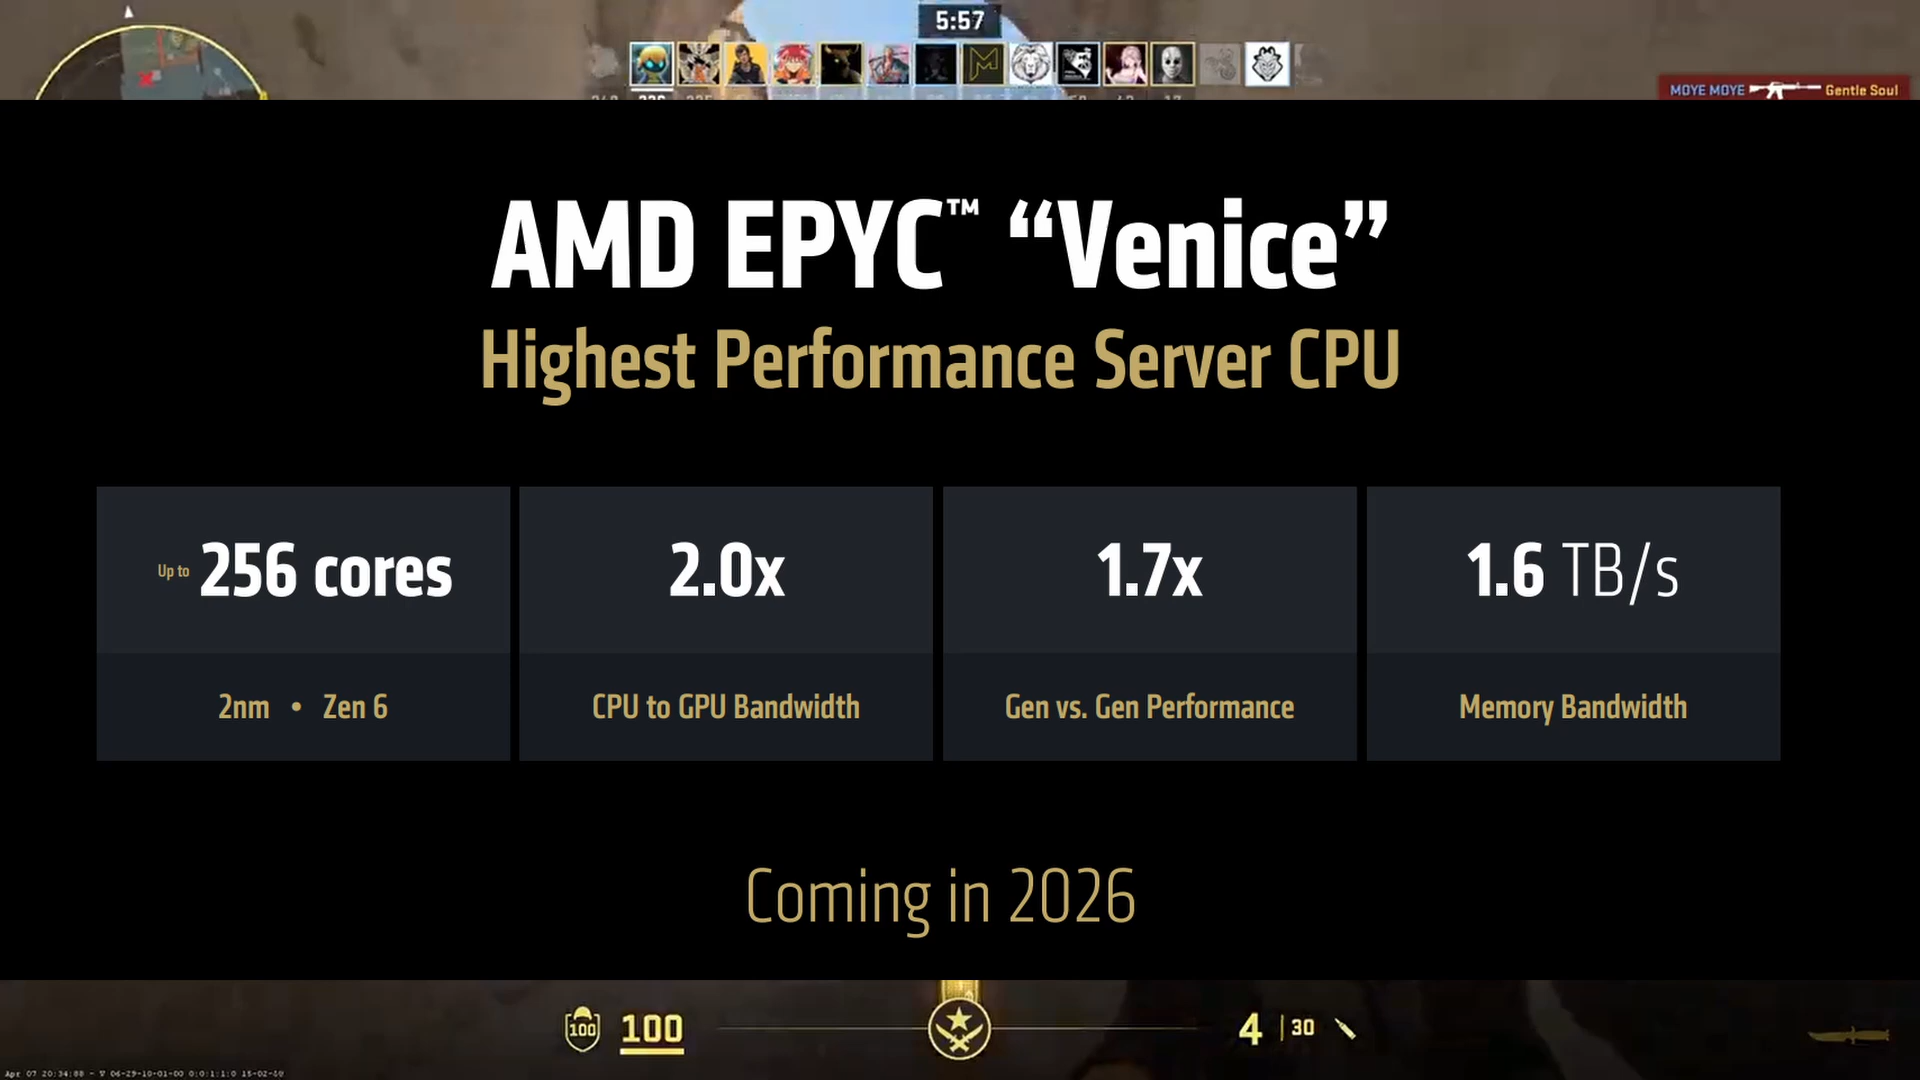 5:57
MOYE MOYE Gentle Soul
AMD EPYC™ “Venice”
Highest Performance Server CPU
Up to 256 cores
2nm • Zen 6
2.0x
CPU to GPU Bandwidth
1.7x
Gen vs. Gen Performance
1.6 TB/s
Memory Bandwidth
Coming in 2026
100 100
4 | 30